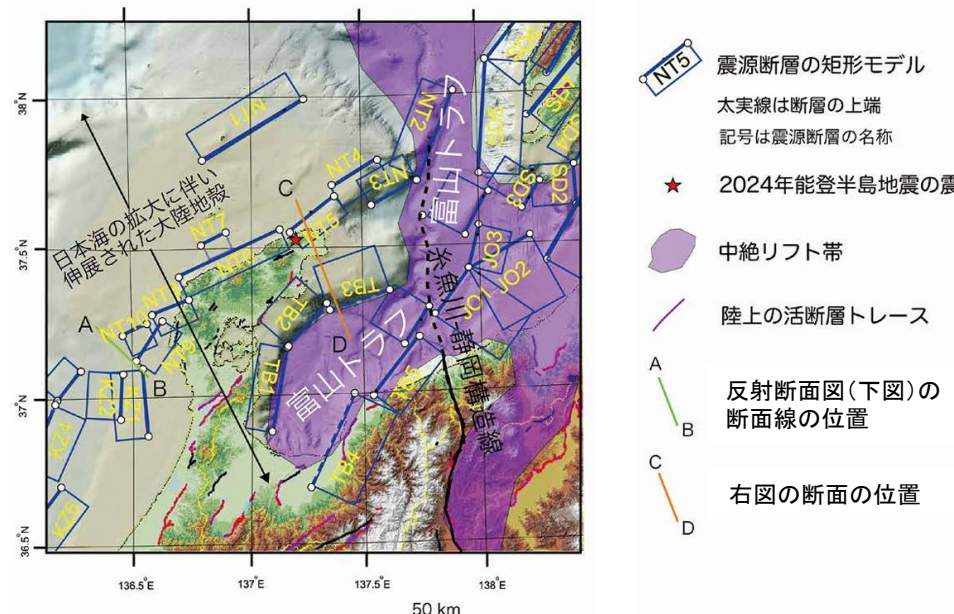 38°N
37.5°N
37°N
36.5°N
136.5°E
137°E
137.5°E
138°E
50 km
日本海の拡大に伴い
伸展された大陸地殻
NT1
NT2
NT3
NT4
NT5
NT7
TB1
TB2
TB3
TB4
JO1
JO2
JO3
SD2
SD3
SD4
KZ2
KZ4
KZ5
A
B
C
D
富山トラフ
富山トラフ
糸魚川-静岡構造線
NT5
震源断層の矩形モデル
太実線は断層の上端
記号は震源断層の名称
2024年能登半島地震の震
中絶リフト帯
陸上の活断層トレース
A
B
反射断面図(下図)の
断面線の位置
C
D
右図の断面の位置